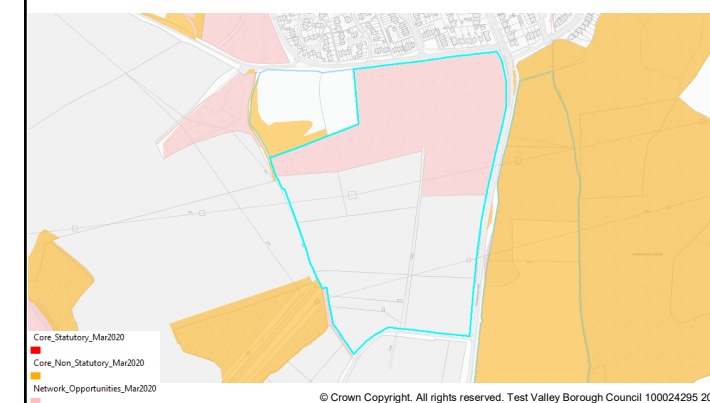 Core_Statutory_Mar2020
Core_Non_Statutory_Mar2020
Network_Opportunities_Mar2020
© Crown Copyright. All rights reserved. Test Valley Borough Council 100024295 20